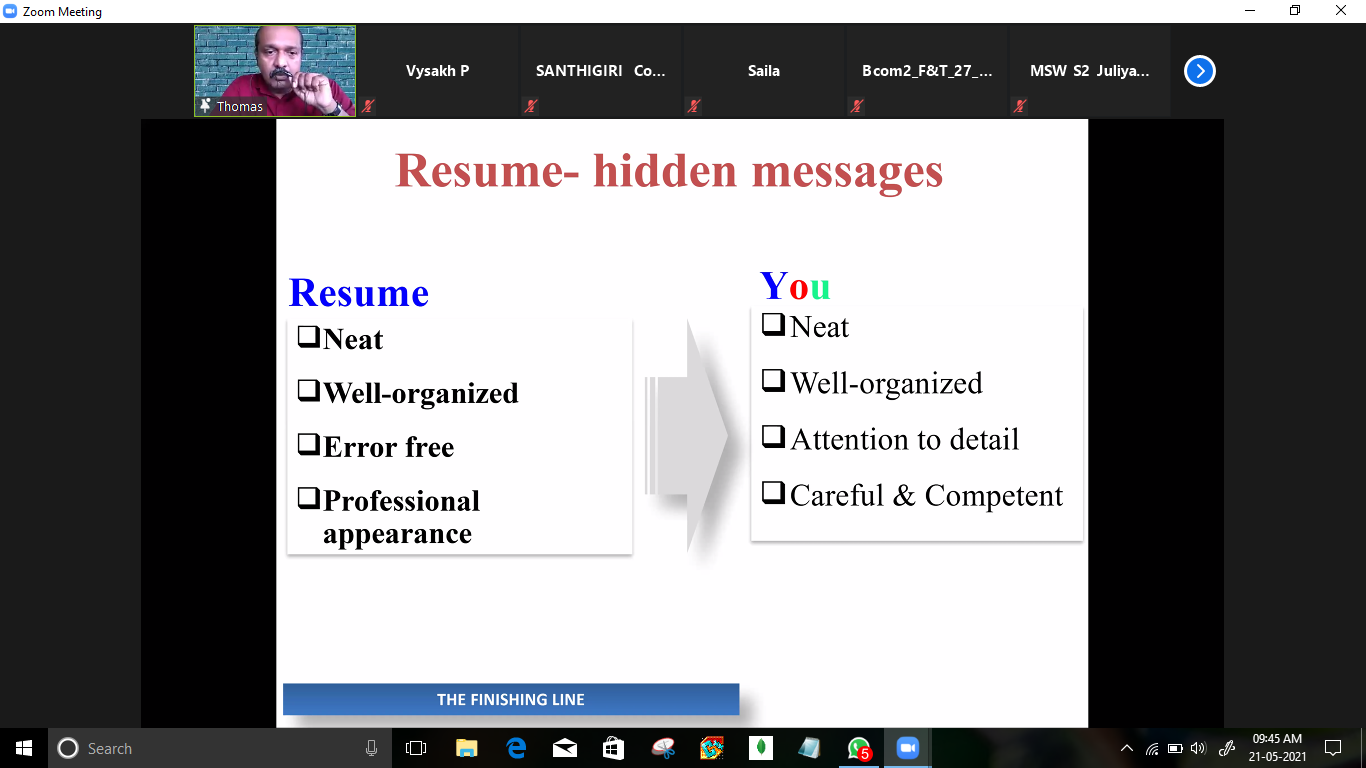 Zoom Meeting
Thomas
Vysakh P
SANTHIGIRI Co...
Saila
Bcom2_F&T_27_...
MSW S2 Juliya...
Resume- hidden messages
Resume
Neat
Well-organized
Error free
Professional
appearance
You
Neat
Well-organized
Attention to detail
Careful & Competent
THE FINISHING LINE
Search
5
09:45 AM
21-05-2021